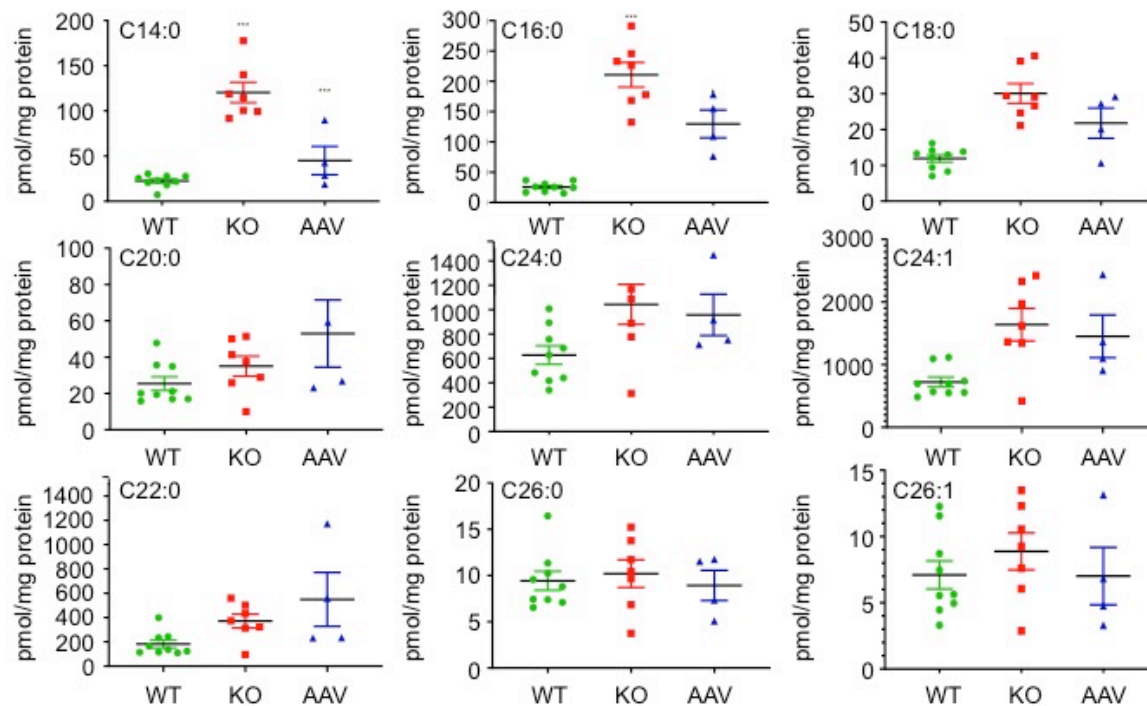 C14:0
***
***
pmol/mg protein
200
150
100
50
0
WT KO AAV
C16:0
***
pmol/mg protein
300
250
200
150
100
50
0
WT KO AAV
C18:0
pmol/mg protein
50
40
30
20
10
0
WT KO AAV
C20:0
pmol/mg protein
100
80
60
40
20
0
WT KO AAV
C24:0
pmol/mg protein
1400
1200
1000
800
600
400
200
0
WT KO AAV
C24:1
pmol/mg protein
3000
2000
1000
0
WT KO AAV
C22:0
pmol/mg protein
1400
1200
1000
800
600
400
200
0
WT KO AAV
C26:0
pmol/mg protein
20
15
10
5
0
WT KO AAV
C26:1
pmol/mg protein
15
10
5
0
WT KO AAV